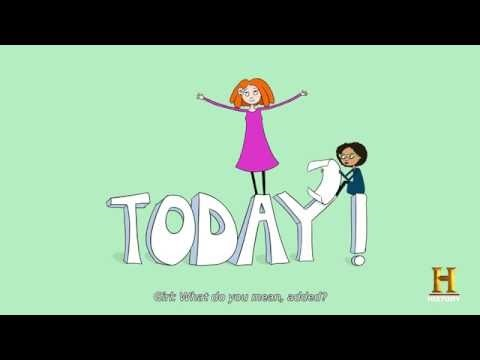 TODAY!
Girl: What do you mean, added?
H
HISTORY